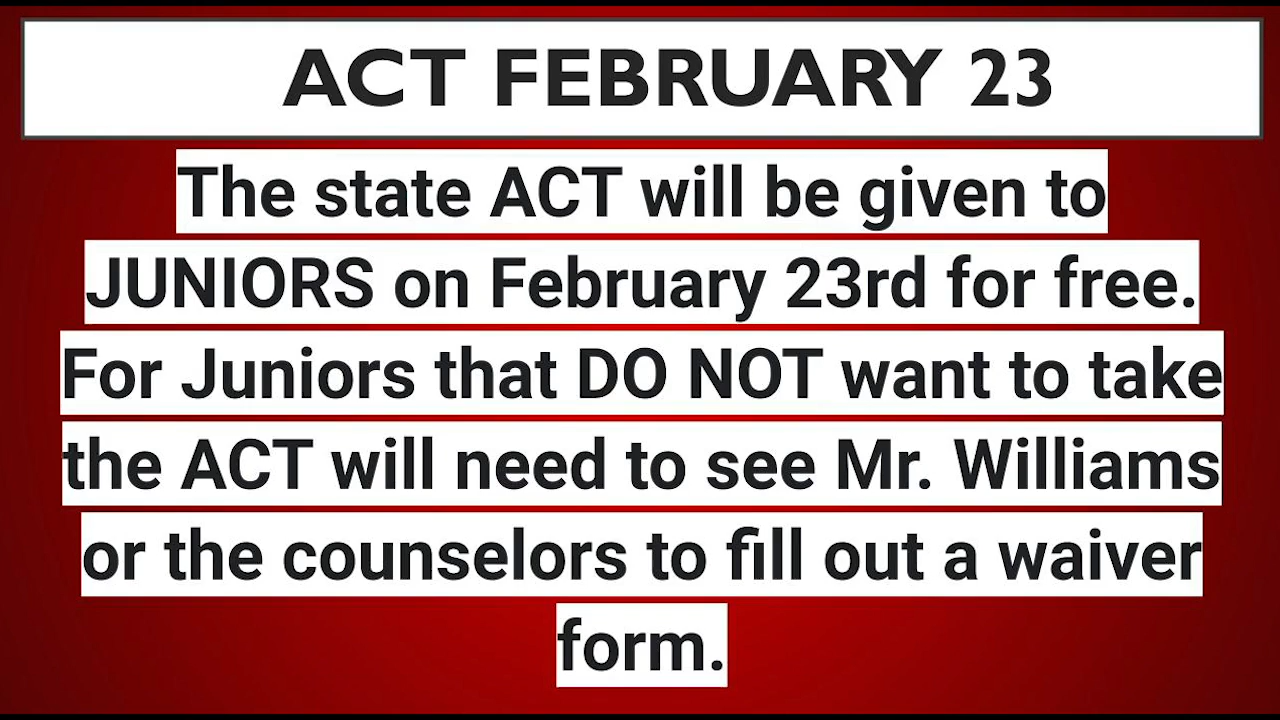 ACT FEBRUARY 23
The state ACT will be given to
JUNIORS on February 23rd for free.
For Juniors that DO NOT want to take
the ACT will need to see Mr. Williams
or the counselors to fill out a waiver
form.